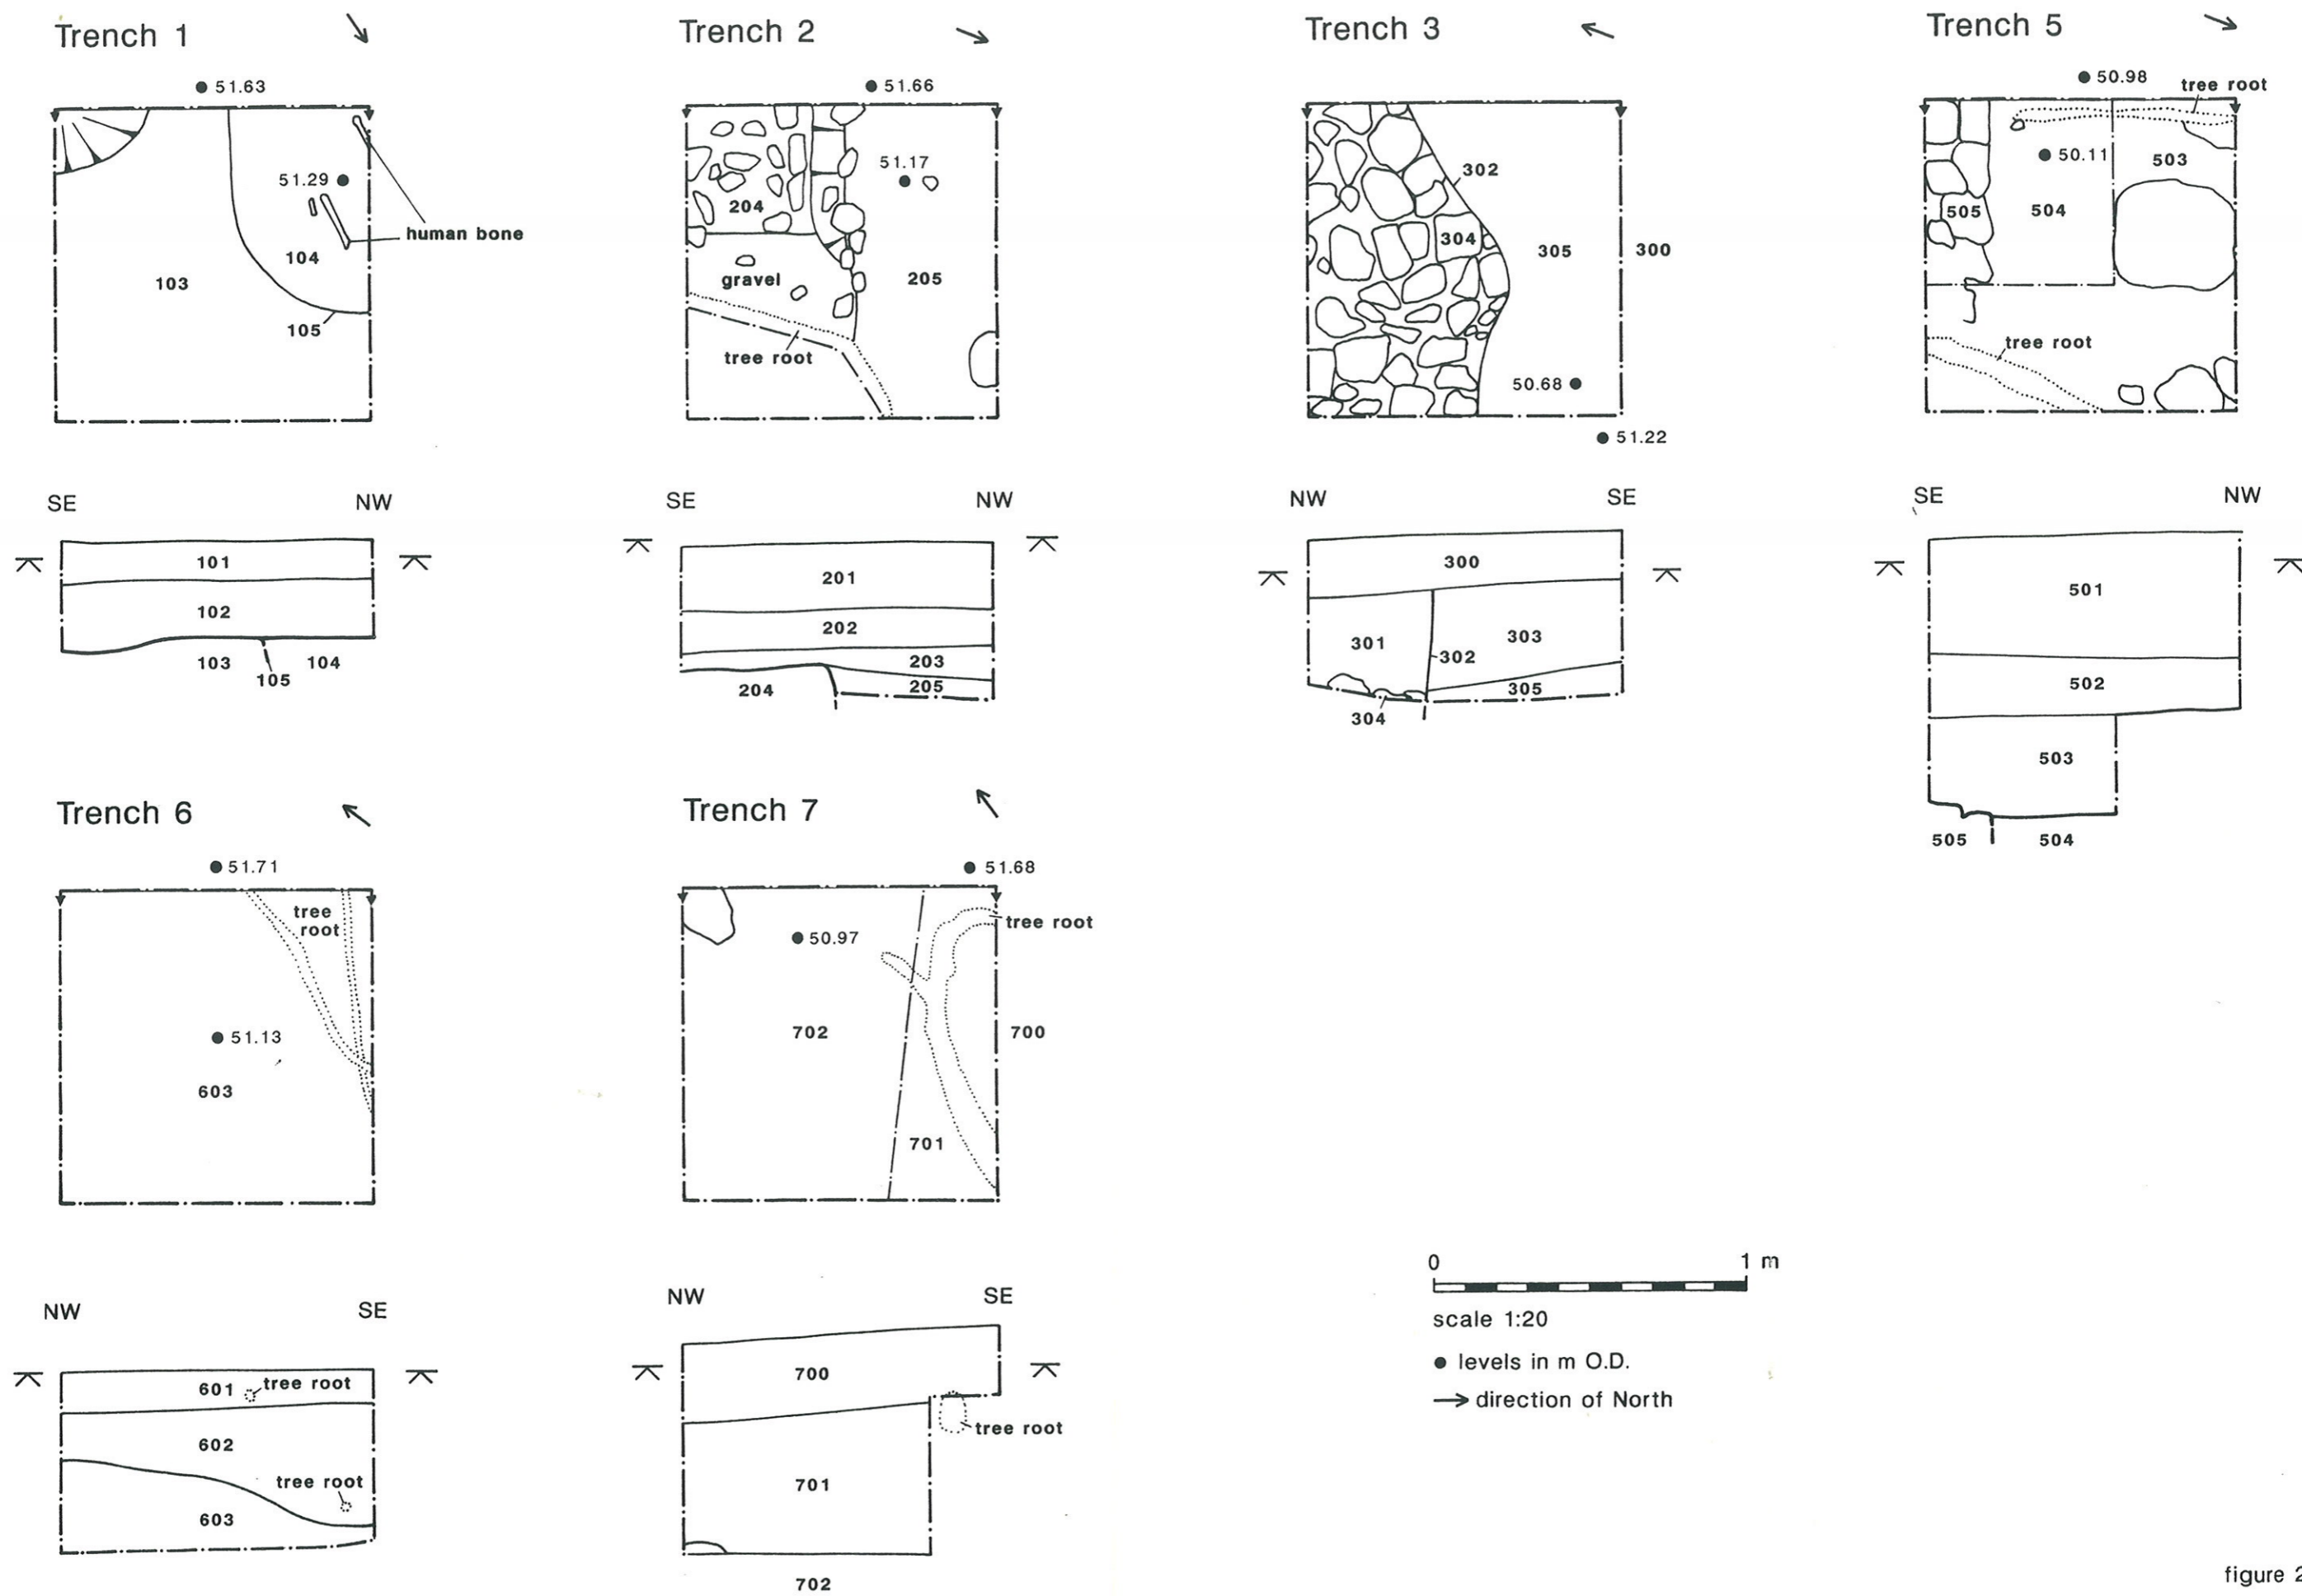 Trench 1
51.63
51.29
human bone
104
103
105
SE NW
101
102
103 104
105
Trench 2
51.66
51.17
204
gravel
205
tree root
SE NW
201
202
203
204 205
Trench 3
302
304
305 300
50.68
51.22
NW SE
300
301 303
302
305
304
Trench 5
50.98
tree root
50.11 503
505 504
tree root
SE NW
501
502
503
505 504
Trench 6
51.71
tree
root
51.13
603
NW SE
601 tree root
602
tree root
603
Trench 7
51.68
tree root
50.97
702 700
701
NW SE
700
tree root
701
702
0 1 m
scale 1:20
levels in m O.D.
direction of North
figure 2